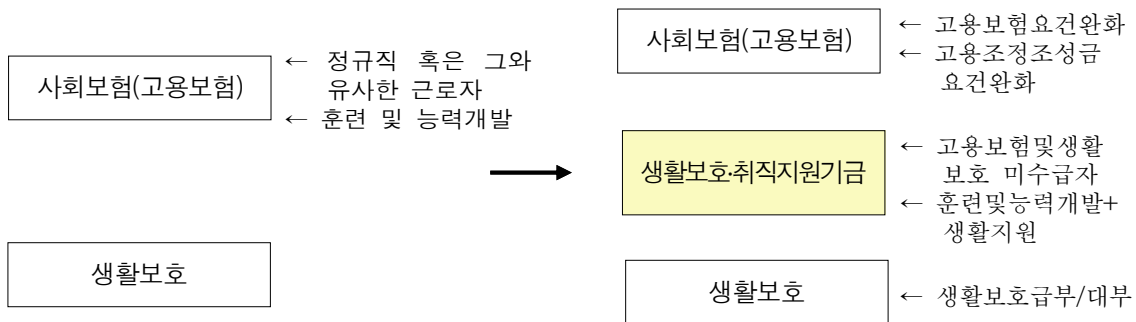 사회보험(고용보험)
← 정규직 혹은 그와
유사한 근로자
← 훈련 및 능력개발
생활보호
사회보험(고용보험)
← 고용보험요건완화
← 고용조정조성금
요건완화
생활보호·취직지원기금
← 고용보험및생활
보호 미수급자
← 훈련및능력개발+
생활지원
생활보호
← 생활보호급부/대부